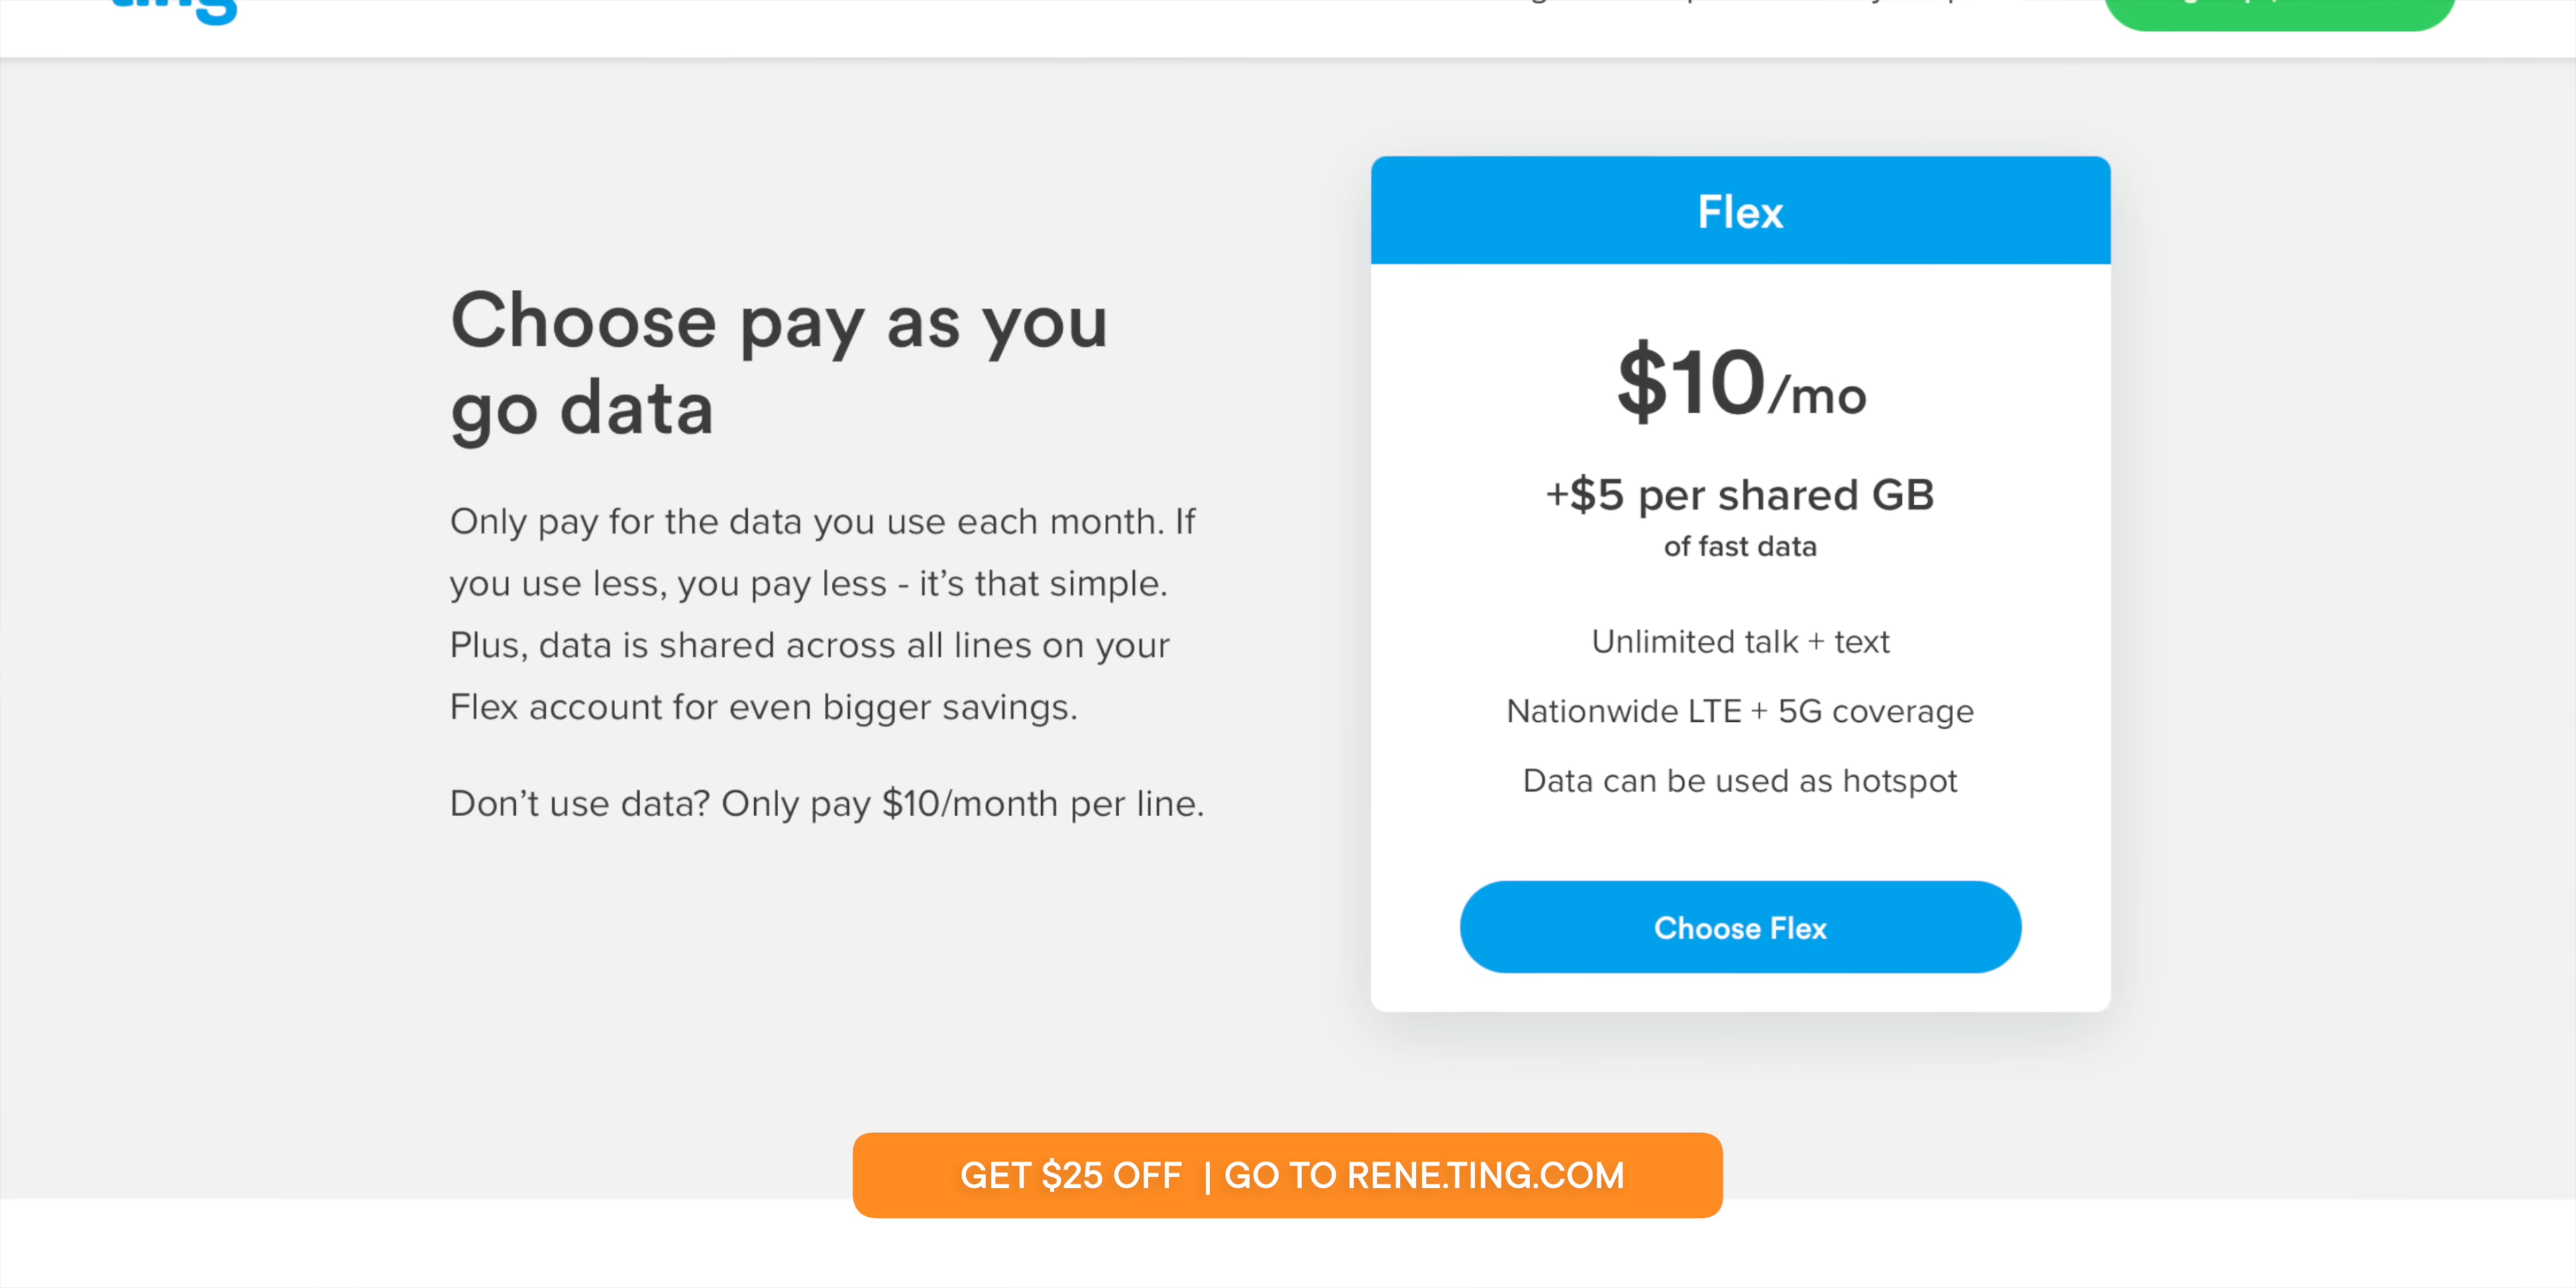 Choose pay as you
go data
Only pay for the data you use each month. If
you use less, you pay less - it’s that simple.
Plus, data is shared across all lines on your
Flex account for even bigger savings.
Don’t use data? Only pay $10/month per line.
Flex
$10/mo
+$5 per shared GB
of fast data
Unlimited talk + text
Nationwide LTE + 5G coverage
Data can be used as hotspot
Choose Flex
GET $25 OFF | GO TO RENE.TING.COM